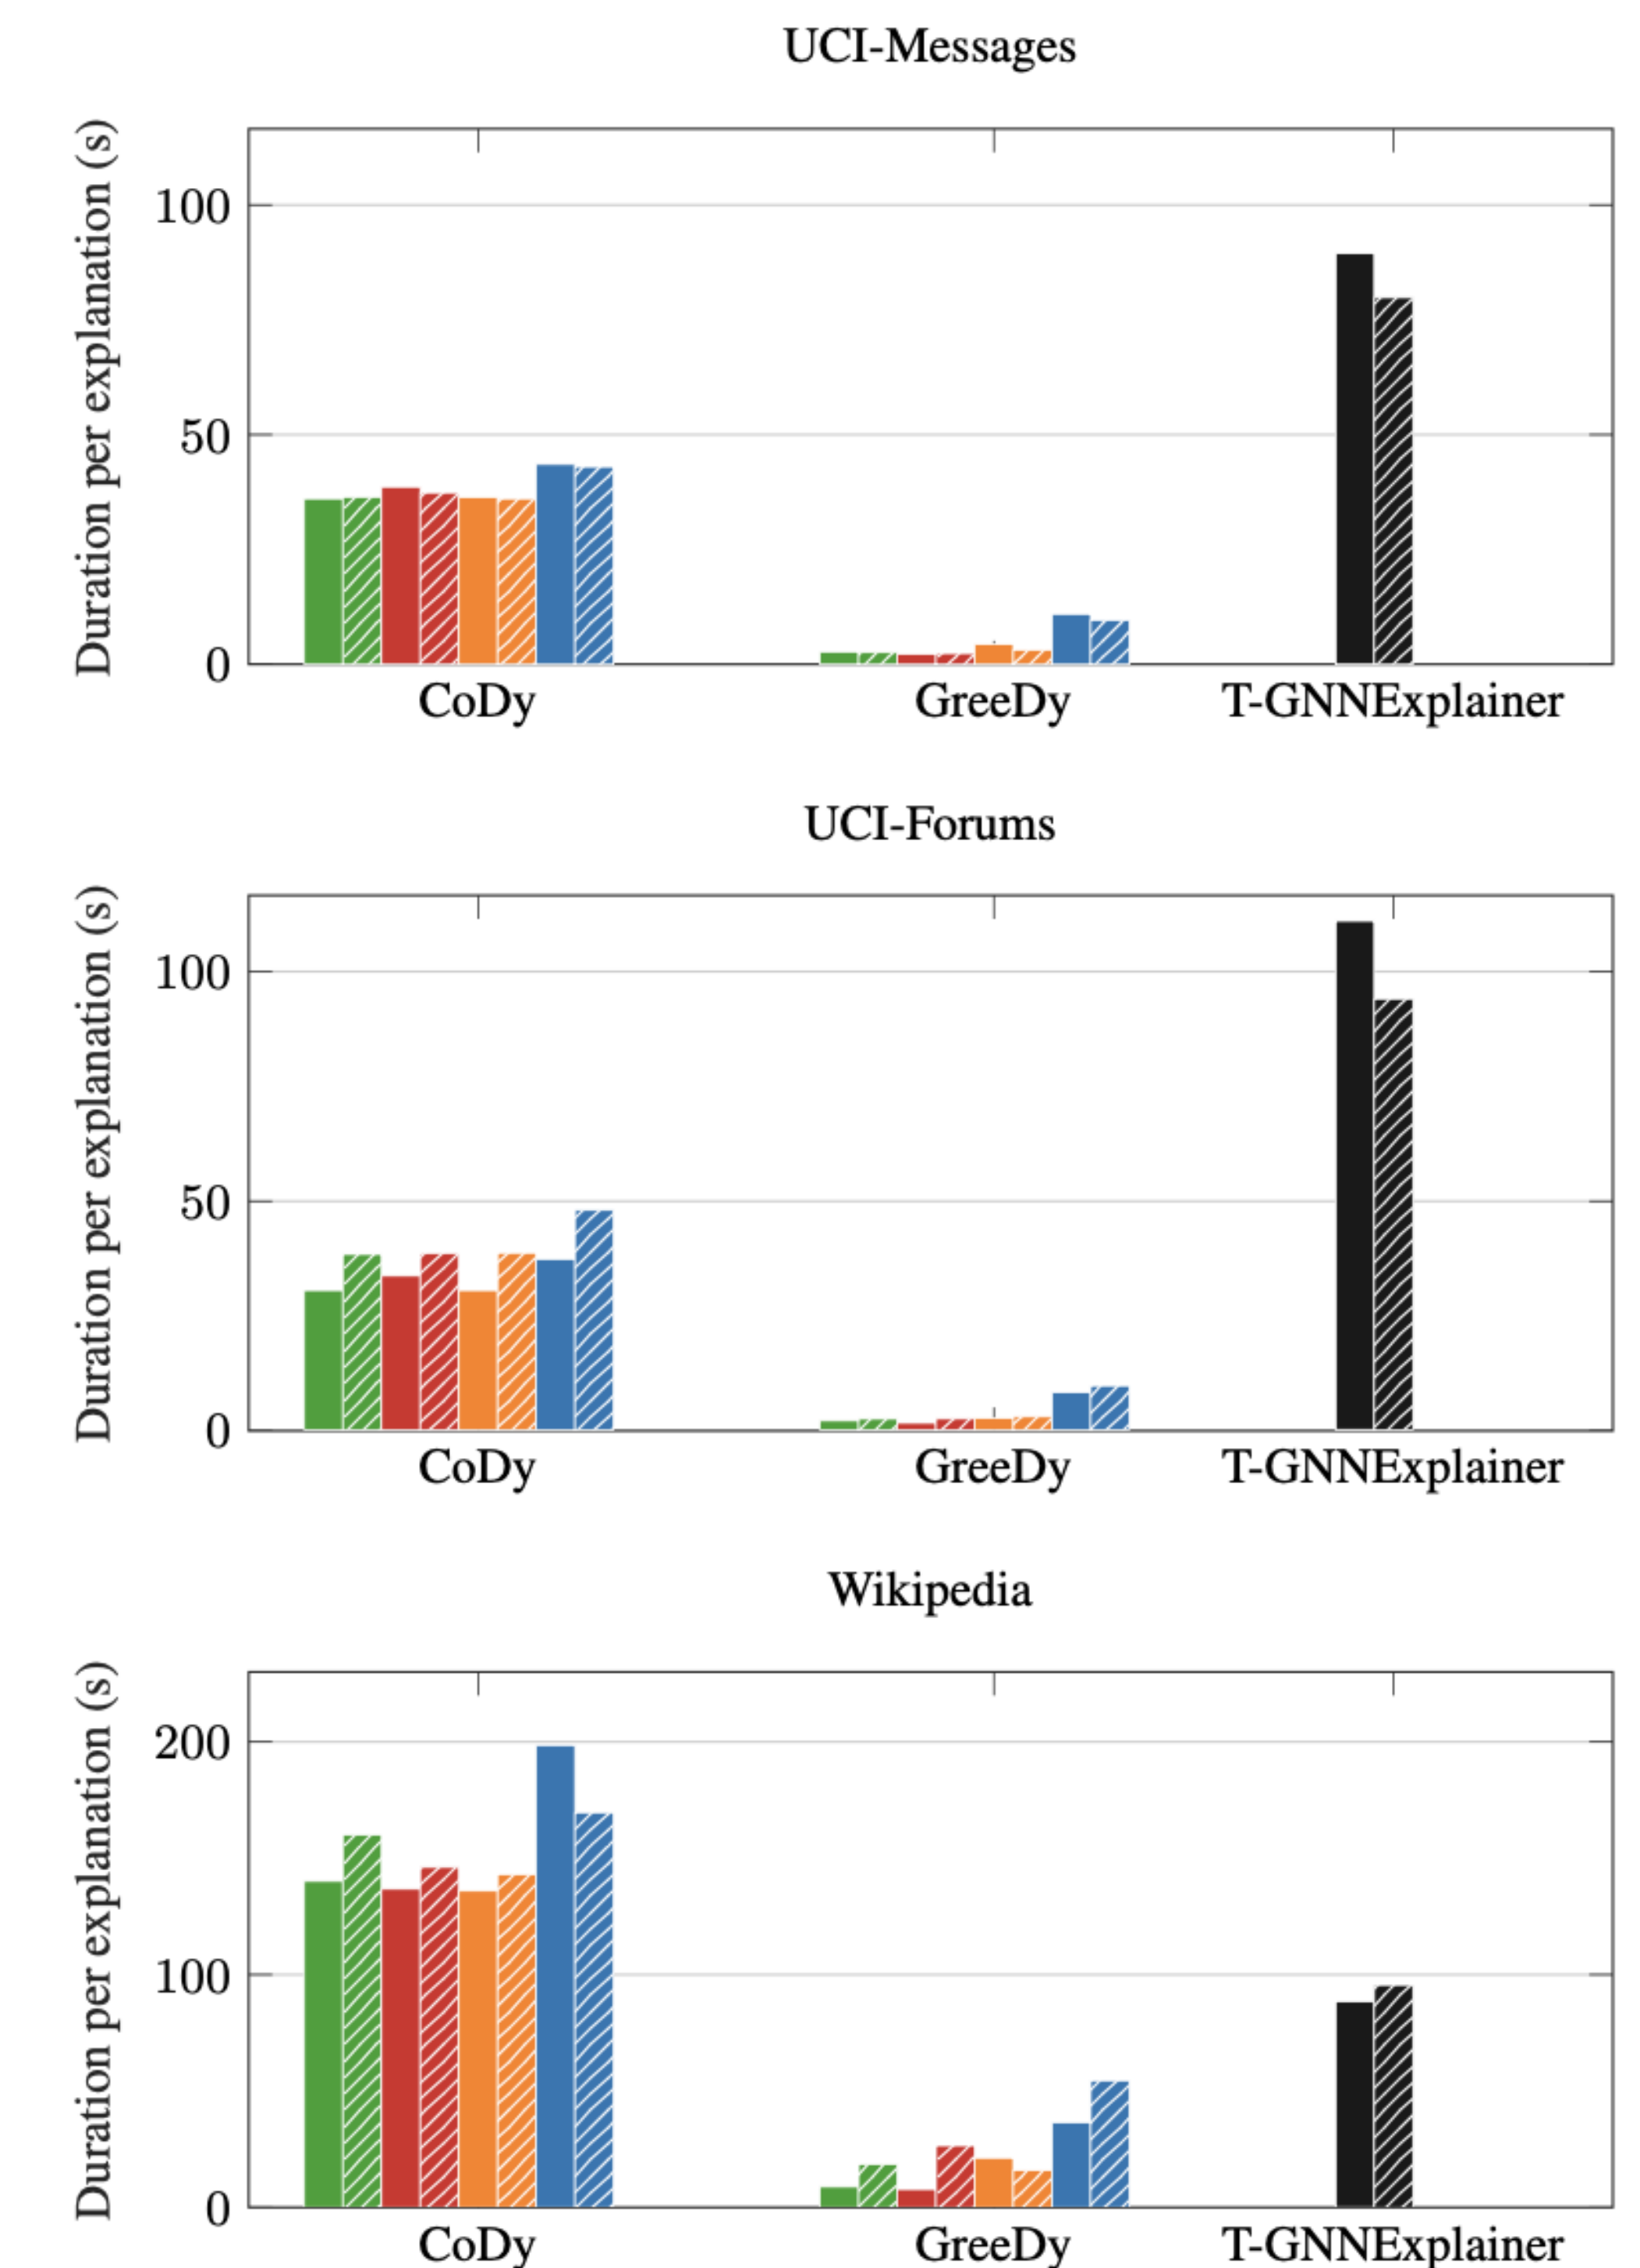 UCI-Messages
Duration per explanation (s)
100
50
0
CoDy
GreeDy
T-GNNExplainer
UCI-Forums
Duration per explanation (s)
100
50
0
CoDy
GreeDy
T-GNNExplainer
Wikipedia
Duration per explanation (s)
200
100
0
CoDy
GreeDy
T-GNNExplainer